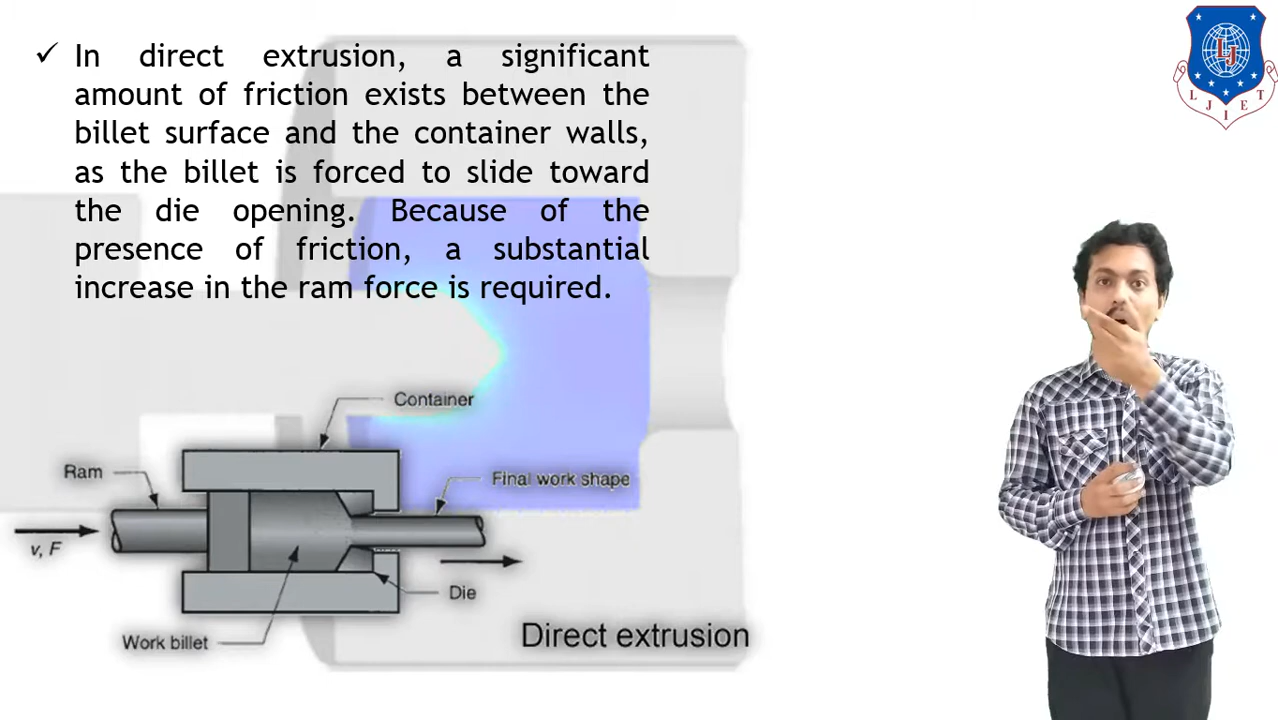 ✓ In direct extrusion, a significant
amount of friction exists between the
billet surface and the container walls,
as the billet is forced to slide toward
the die opening. Because of the
presence of friction, a substantial
increase in the ram force is required.
LJ
L J I E T
Container
Ram
Final work shape
v, F
Die
Work billet
Direct extrusion